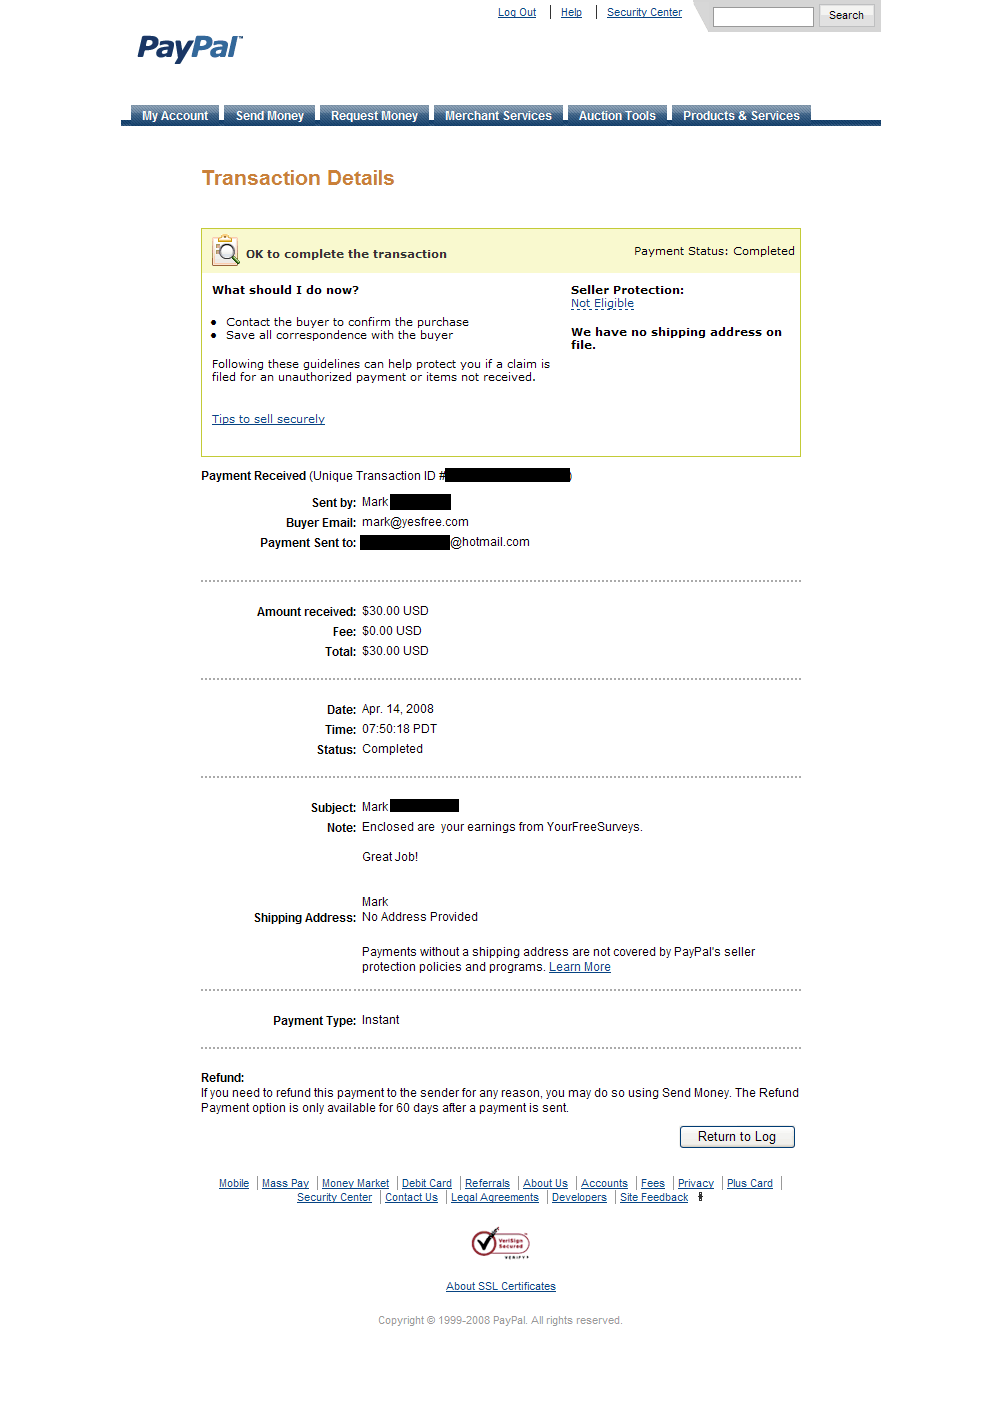 Log Out | Help | Security Center Search
PayPal™
My Account Send Money Request Money Merchant Services Auction Tools Products & Services
Transaction Details
OK to complete the transaction
Payment Status: Completed
What should I do now?
• Contact the buyer to confirm the purchase
• Save all correspondence with the buyer
Following these guidelines can help protect you if a claim is
filed for an unauthorized payment or items not received.
Tips to sell securely
Seller Protection:
Not Eligible
We have no shipping address on
file.
Payment Received (Unique Transaction ID # )
Sent by: Mark
Buyer Email: mark@yesfree.com
Payment Sent to: @hotmail.com
Amount received: $30.00 USD
Fee: $0.00 USD
Total: $30.00 USD
Date: Apr. 14, 2008
Time: 07:50:18 PDT
Status: Completed
Subject: Mark
Note: Enclosed are your earnings from YourFreeSurveys.
Great Job!
Mark
Shipping Address: No Address Provided
Payments without a shipping address are not covered by PayPal's seller
protection policies and programs. Learn More
Payment Type: Instant
Refund:
If you need to refund this payment to the sender for any reason, you may do so using Send Money. The Refund
Payment option is only available for 60 days after a payment is sent.
Return to Log
Mobile | Mass Pay | Money Market | Debit Card | Referrals | About Us | Accounts | Fees | Privacy | Plus Card |
Security Center | Contact Us | Legal Agreements | Developers | Site Feedback
VeriSign
Secured
VERIFY
About SSL Certificates
Copyright © 1999-2008 PayPal. All rights reserved.